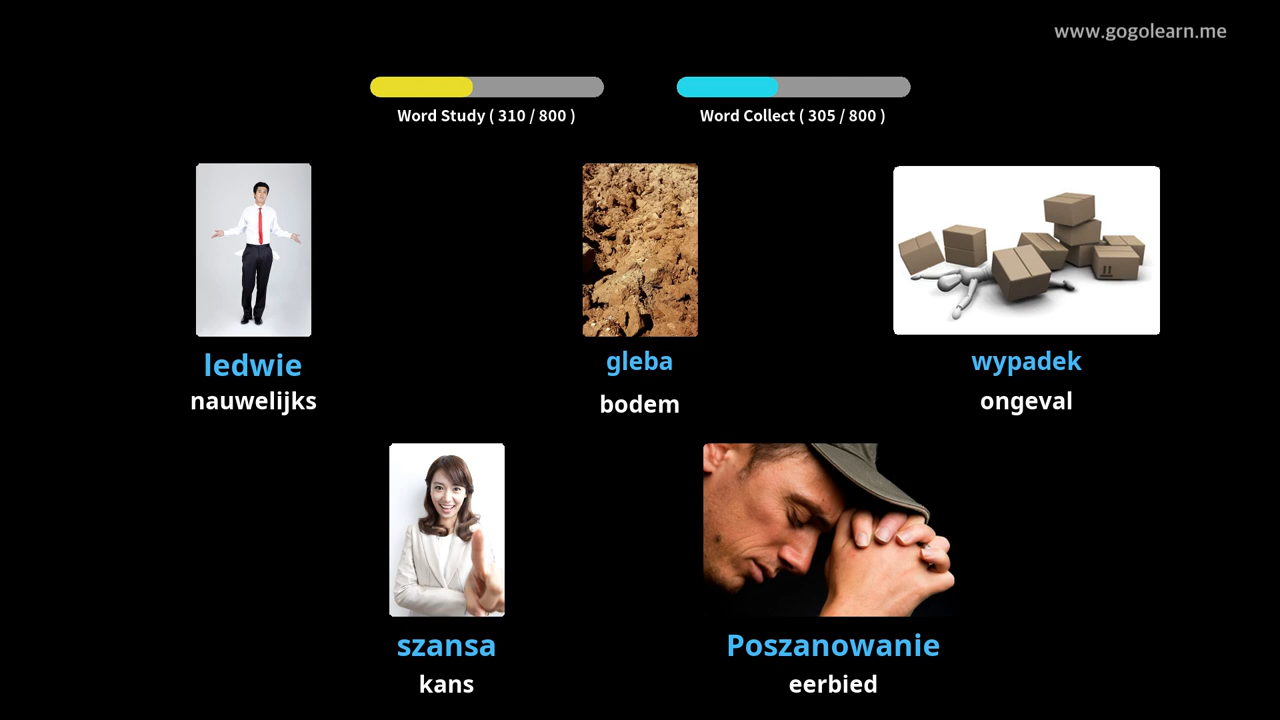 www.gogolearn.me
Word Study ( 310 / 800 )
Word Collect ( 305 / 800 )
ledwie
nauwelijks
gleba
bodem
wypadek
ongeval
szansa
kans
Poszanowanie
eerbied